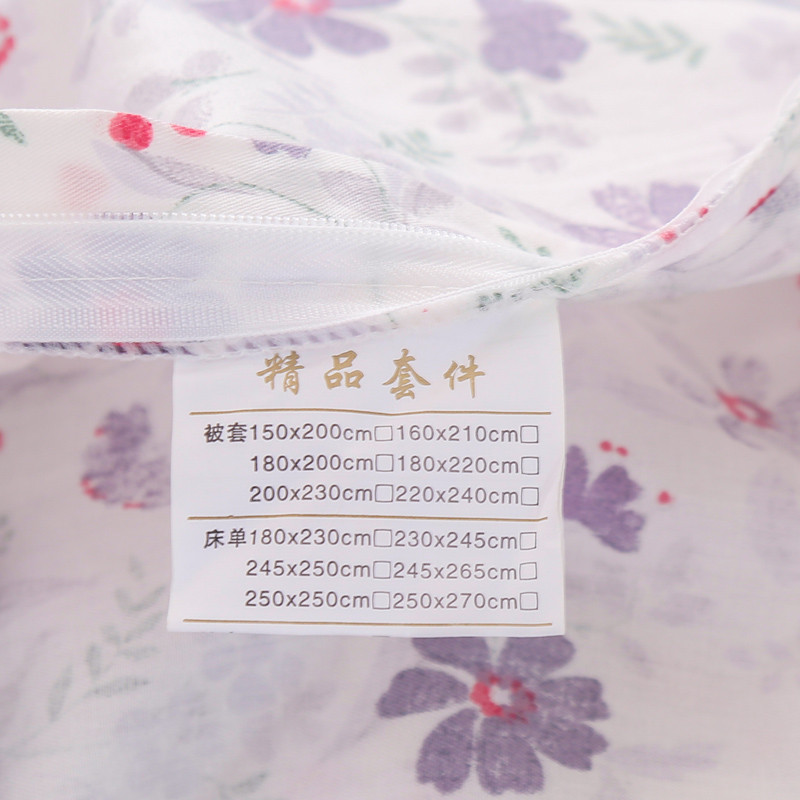 精品套件
被套150x200cm□160x210cm□
180x200cm□180x220cm□
200x230cm□220x240cm□
床单180x230cm□230x245cm□
245x250cm□245x265cm□
250x250cm□250x270cm□